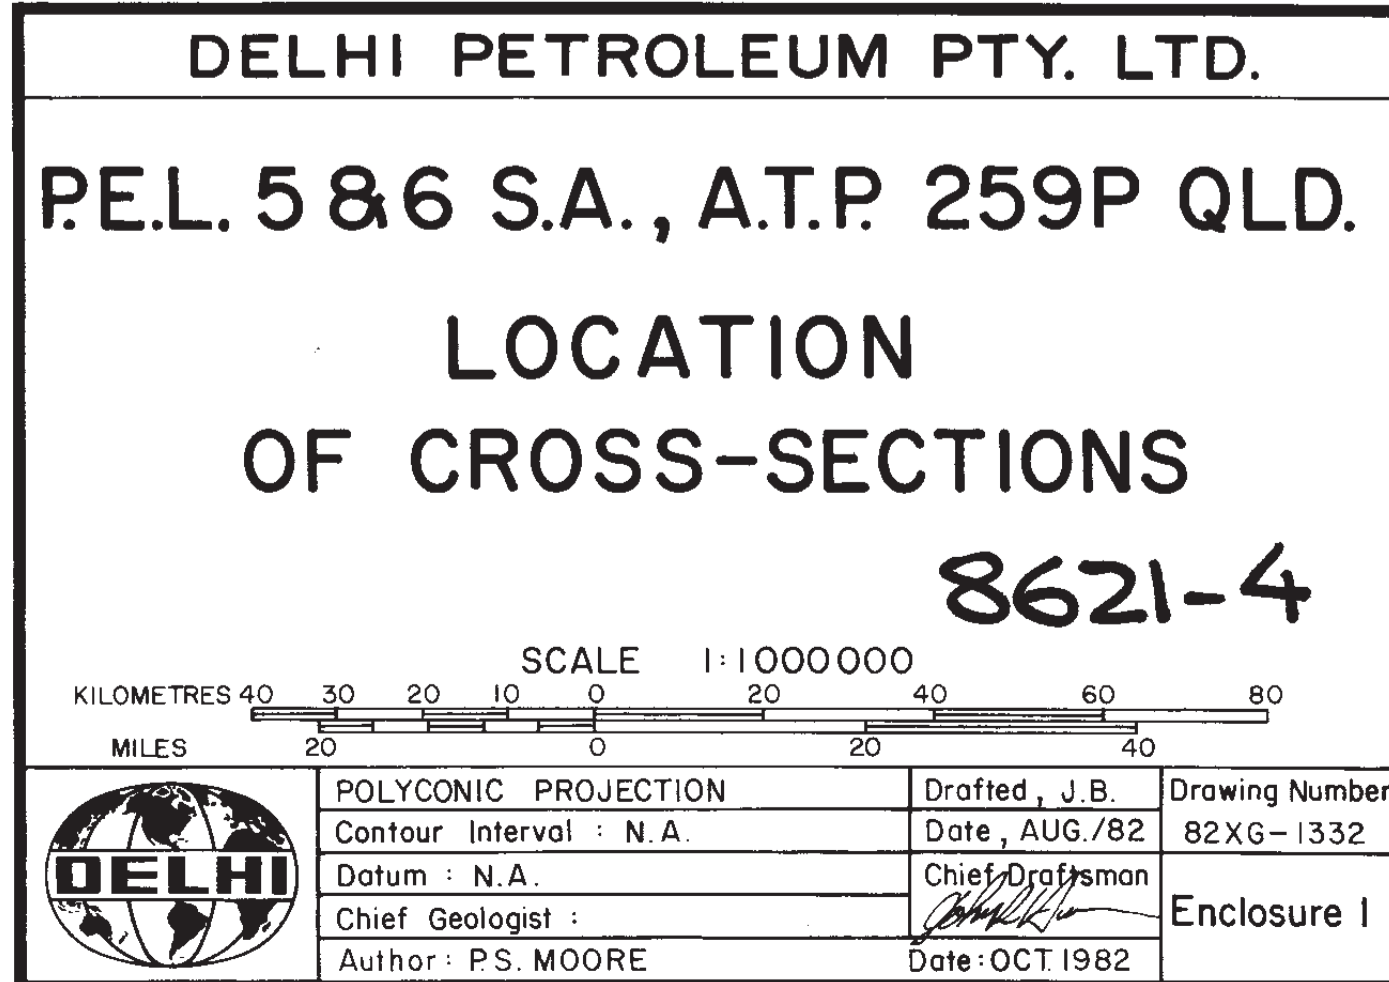 DELHI PETROLEUM PTY. LTD.
P.E.L. 5 & 6 S.A., A.T.P. 259P QLD.
LOCATION
OF CROSS-SECTIONS
8621-4
SCALE 1:1000000
KILOMETRES 40 30 20 10 0 20 40 60 80
MILES 20 0 20 40
DELHI
POLYCONIC PROJECTION
Contour Interval : N.A.
Datum : N.A.
Chief Geologist :
Author: P.S. MOORE
Drafted, J.B.
Date, AUG./82
Chief Draftsman
Date: OCT. 1982
Drawing Number
82XG-1332
Enclosure 1